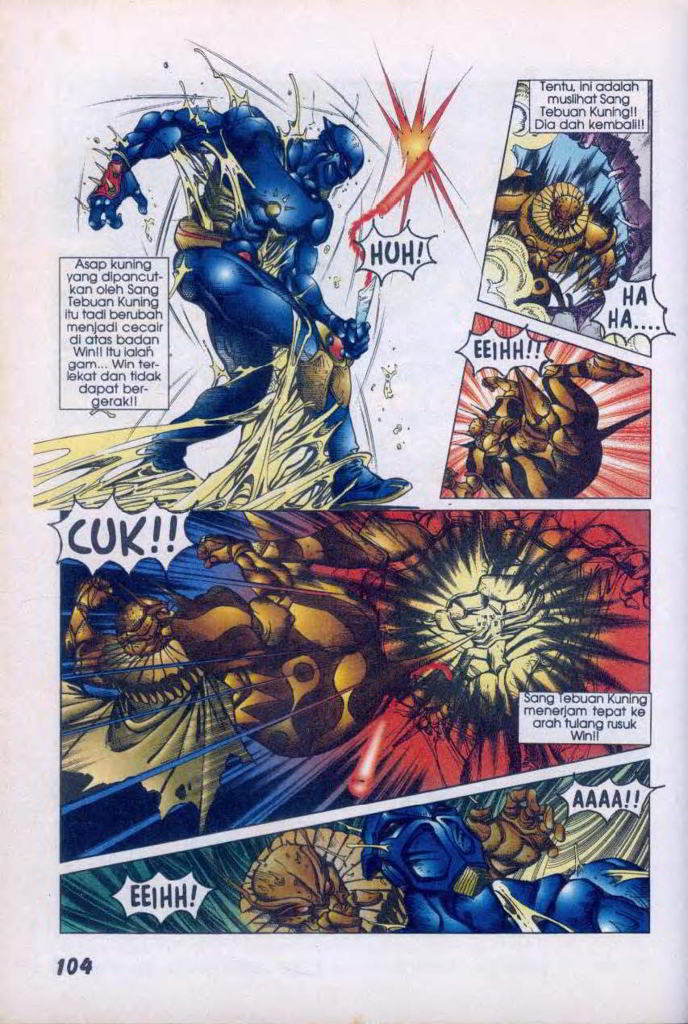 HUH!
Asap kuning
yang dipancut-
kan oleh Sang
Tebuan Kuning
itu tadi berubah
menjadi cecair
di atas badan
Win!! Itu ialah
gam... Win ter-
lekat dan tidak
dapat ber-
gerak!!
Tentu, ini adalah
muslihat Sang
Tebuan Kuning!!
Dia dah kembali!!
HA
HA....
EEIHH!!
CUK!!
Sang Tebuan Kuning
menerjam tepat ke
arah tulang rusuk
Win!!
AAAA!!
EEIHH!
104